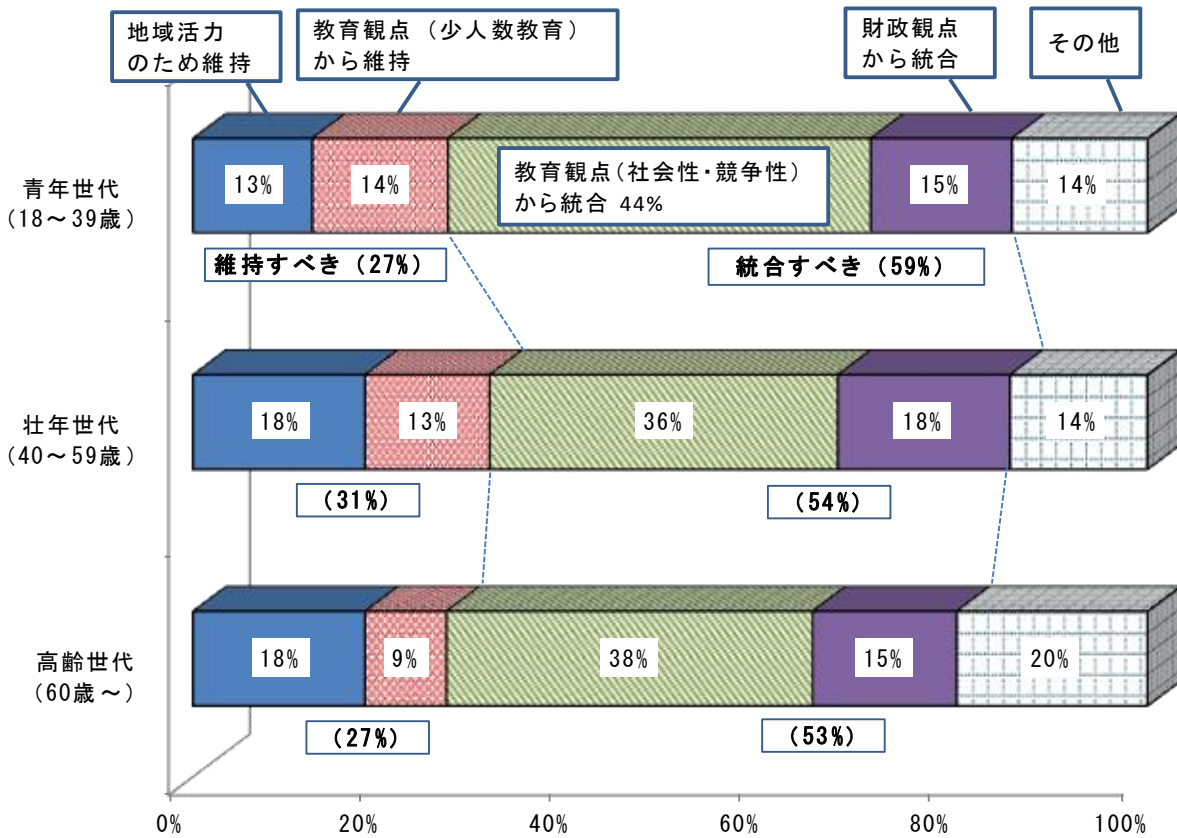 地域活力
のため維持
教育観点（少人数教育）
から維持
財政観点
から統合
その他
青年世代
(18～39歳)
13%
14%
教育観点(社会性・競争性)
から統合 44%
15%
14%
維持すべき (27%)
統合すべき (59%)
壮年世代
(40～59歳)
18%
13%
36%
18%
14%
(31%)
(54%)
高齢世代
(60歳～)
18%
9%
38%
15%
20%
(27%)
(53%)
0%
20%
40%
60%
80%
100%